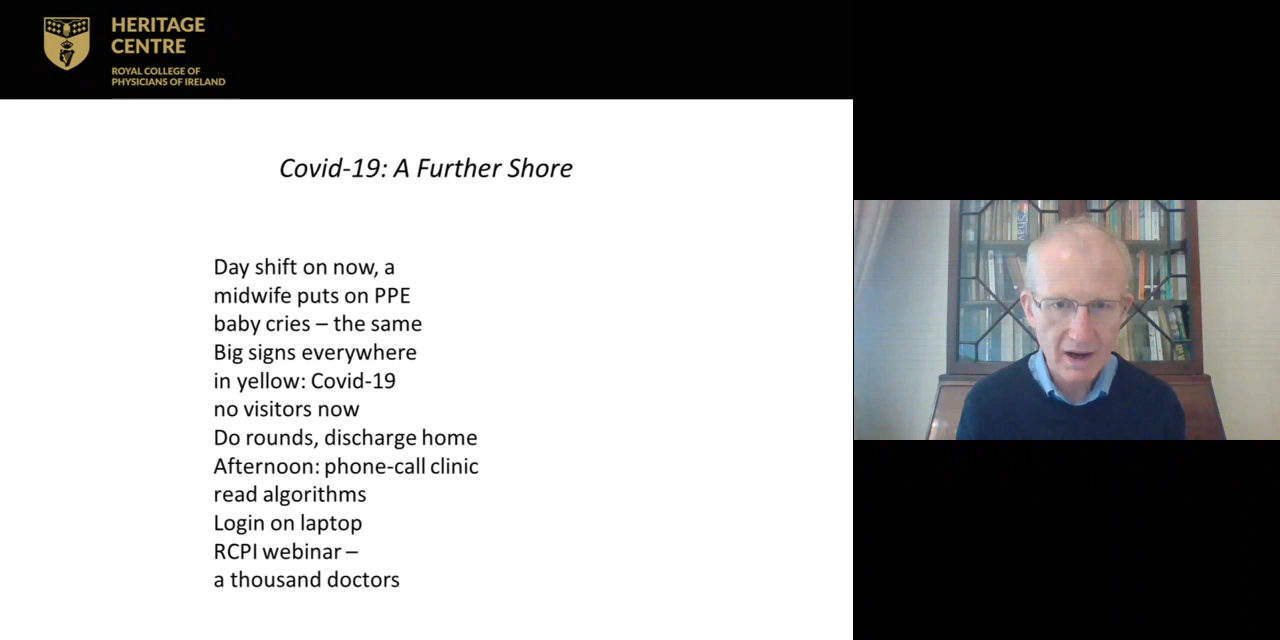 HERITAGE
CENTRE
ROYAL COLLEGE OF
PHYSICIANS OF IRELAND
Covid-19: A Further Shore
Day shift on now, a
midwife puts on PPE
baby cries – the same
Big signs everywhere
in yellow: Covid-19
no visitors now
Do rounds, discharge home
Afternoon: phone-call clinic
read algorithms
Login on laptop
RCPI webinar –
a thousand doctors